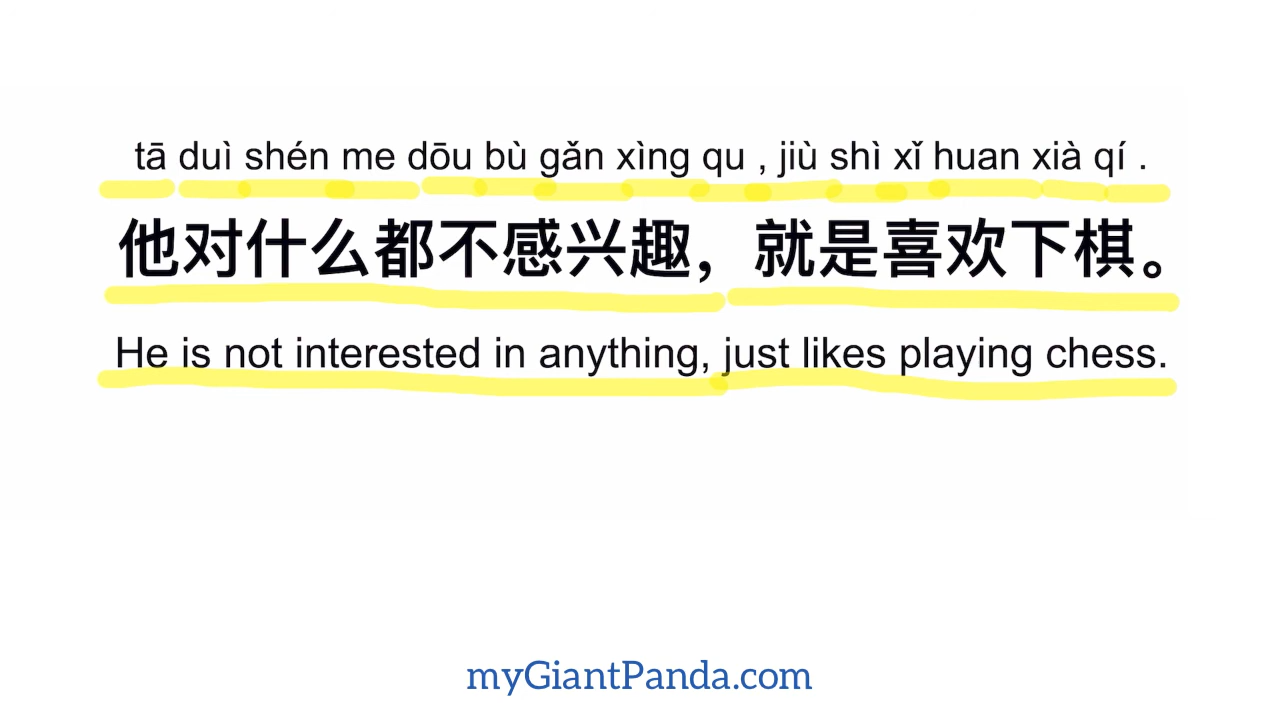 tā duì shén me dōu bù gǎn xìng qu , jiù shì xǐ huan xià qí .
他对什么都不感兴趣，就是喜欢下棋。
He is not interested in anything, just likes playing chess.
myGiantPanda.com